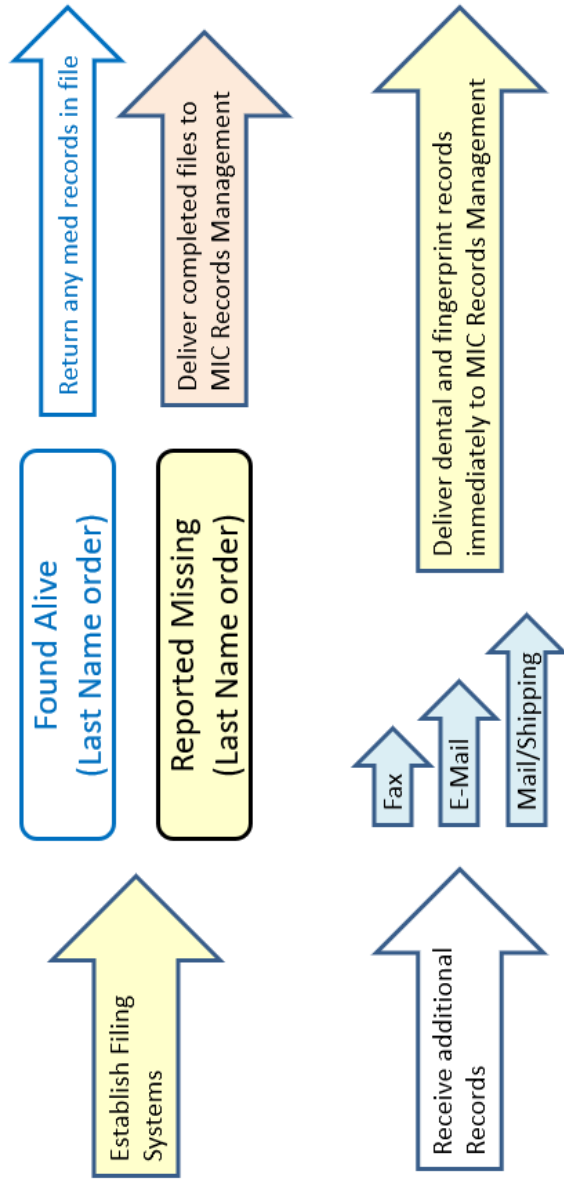 Establish Filing
Systems
Found Alive
(Last Name order)
Return any med records in file
Reported Missing
(Last Name order)
Deliver completed files to
MIC Records Management
Receive additional
Records
Fax
E-Mail
Mail/Shipping
Deliver dental and fingerprint records
immediately to MIC Records Management